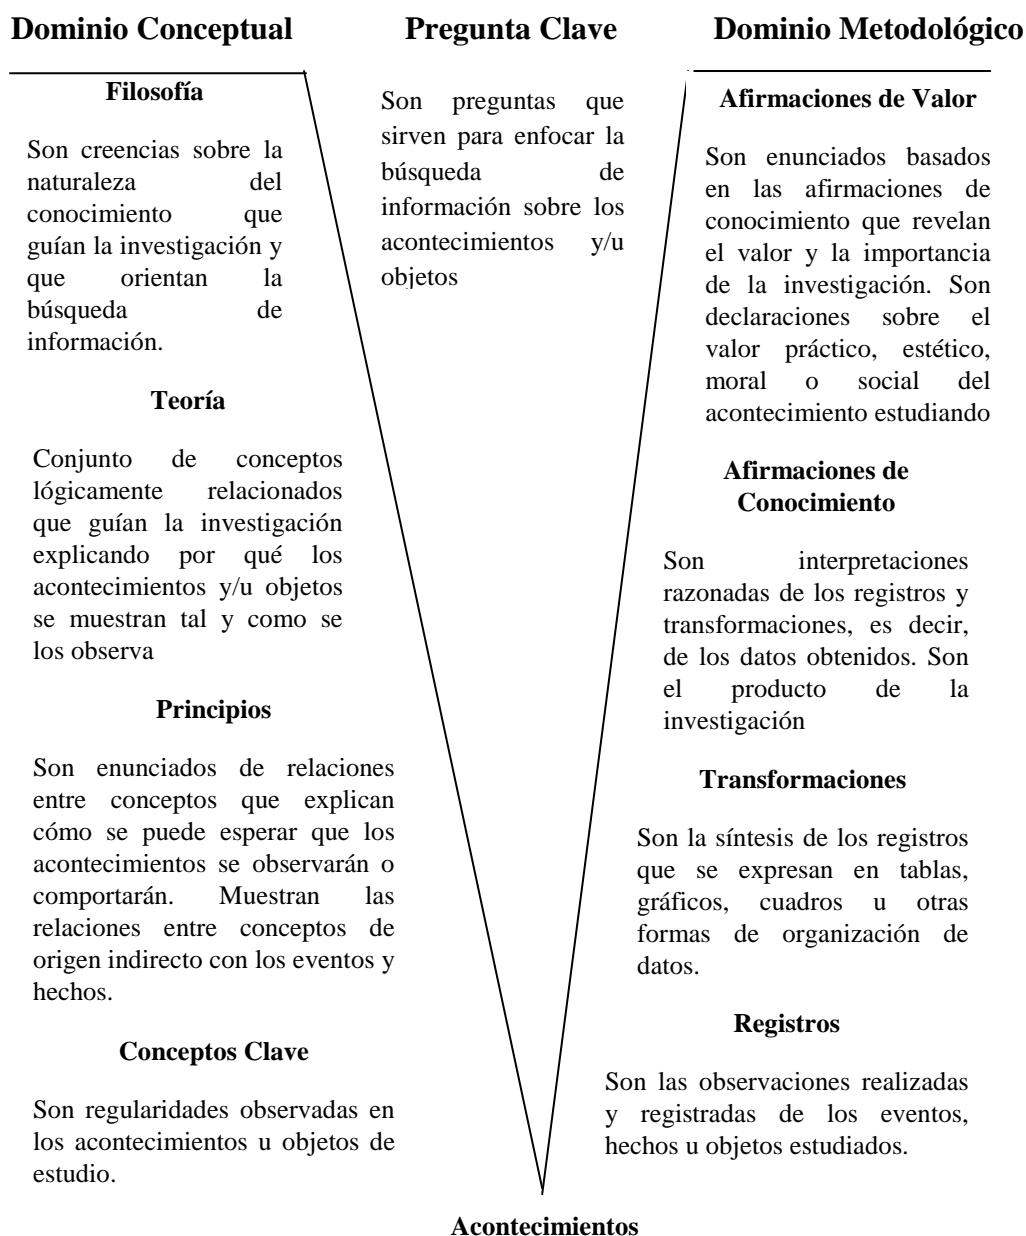 Dominio Conceptual
Filosofía
Son creencias sobre la
naturaleza del
conocimiento que
guían la investigación y
que orientan la
búsqueda de
información.
Teoría
Conjunto de conceptos
lógicamente relacionados
que guían la investigación
explicando por qué los
acontecimientos y/u objetos
se muestran tal y como se
los observa
Principios
Son enunciados de relaciones
entre conceptos que explican
cómo se puede esperar que los
acontecimientos se observarán o
comportarán. Muestran las
relaciones entre conceptos de
origen indirecto con los eventos y
hechos.
Conceptos Clave
Son regularidades observadas en
los acontecimientos u objetos de
estudio.
Pregunta Clave
Son preguntas que
sirven para enfocar la
búsqueda de
información sobre los
acontecimientos y/u
objetos
Dominio Metodológico
Afirmaciones de Valor
Son enunciados basados
en las afirmaciones de
conocimiento que revelan
el valor y la importancia
de la investigación. Son
declaraciones sobre el
valor práctico, estético,
moral o social del
acontecimiento estudiando
Afirmaciones de
Conocimiento
Son interpretaciones
razonadas de los registros y
transformaciones, es decir,
de los datos obtenidos. Son
el producto de la
investigación
Transformaciones
Son la síntesis de los registros
que se expresan en tablas,
gráficos, cuadros u otras
formas de organización de
datos.
Registros
Son las observaciones realizadas
y registradas de los eventos,
hechos u objetos estudiados.
Acontecimientos